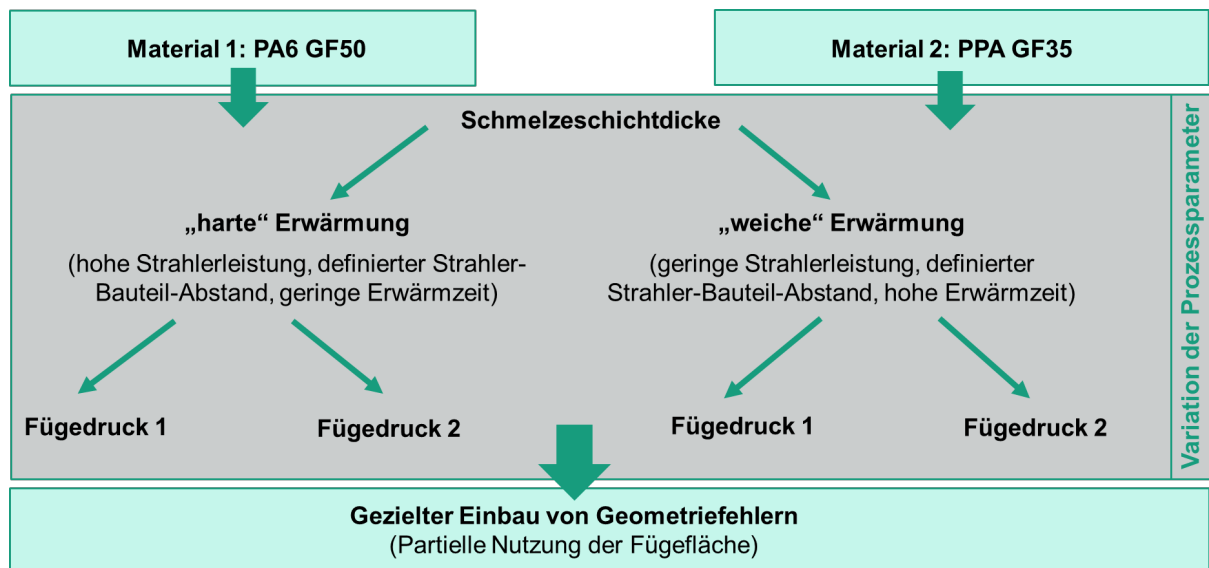 Material 1: PA6 GF50
Material 2: PPA GF35
Schmelzeschichtdicke
„harte“ Erwärmung
(hohe Strahlerleistung, definierter Strahler-
Bauteil-Abstand, geringe Erwärmzeit)
„weiche“ Erwärmung
(geringe Strahlerleistung, definierter
Strahler-Bauteil-Abstand, hohe Erwärmzeit)
Fügedruck 1
Fügedruck 2
Fügedruck 1
Fügedruck 2
Variation der Prozessparameter
Gezielter Einbau von Geometriefehlern
(Partielle Nutzung der Fügefläche)